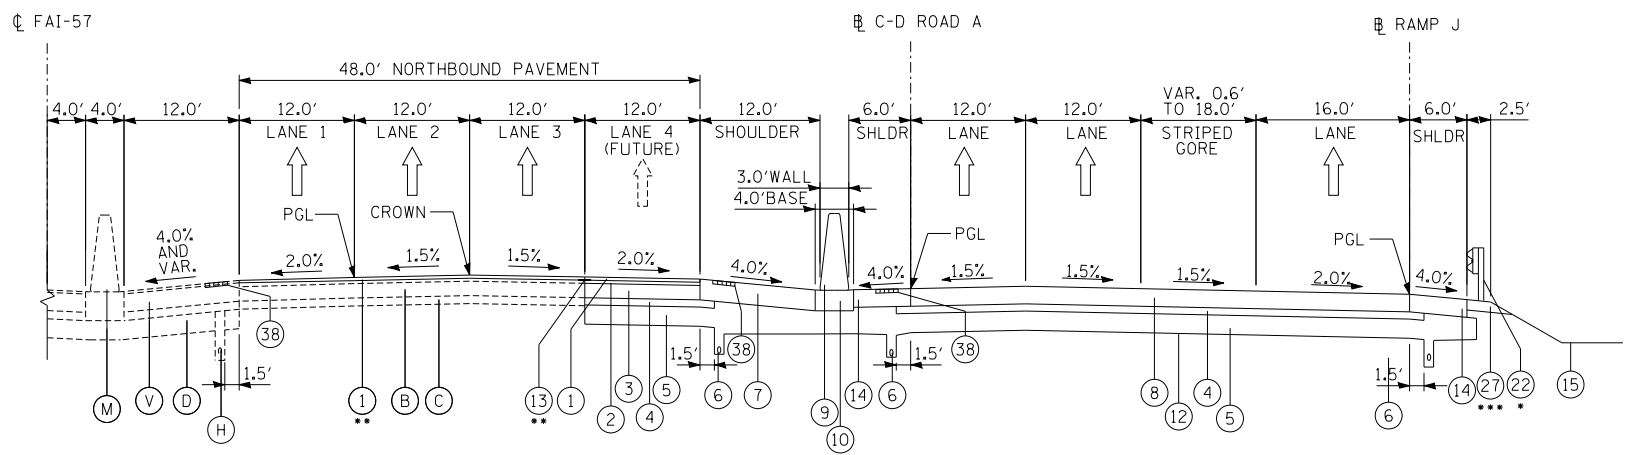 ℄ FAI-57
B̵L C-D ROAD A
B̵L RAMP J
48.0' NORTHBOUND PAVEMENT
VAR. 0.6'
TO 18.0'
4.0' 4.0' 12.0' 12.0' 12.0' 12.0' 12.0' 12.0' 6.0' 12.0' 12.0' 16.0' 6.0' 2.5'
LANE 1 LANE 2 LANE 3 LANE 4 SHOULDER SHLDR LANE LANE STRIPED LANE SHLDR
(FUTURE) GORE
3.0'WALL
4.0'BASE
PGL CROWN PGL PGL
4.0%
AND
VAR.
2.0% 1.5% 1.5% 2.0% 4.0% 4.0% 1.5% 1.5% 1.5% 2.0% 4.0%
38 38 38
1.5' 1.5' 1.5' 1.5'
M V D H 1 B C 13 1 2 3 4 5 6 7 9 10 14 6 8 12 4 5 6 14 27 22 15
** ** *** *